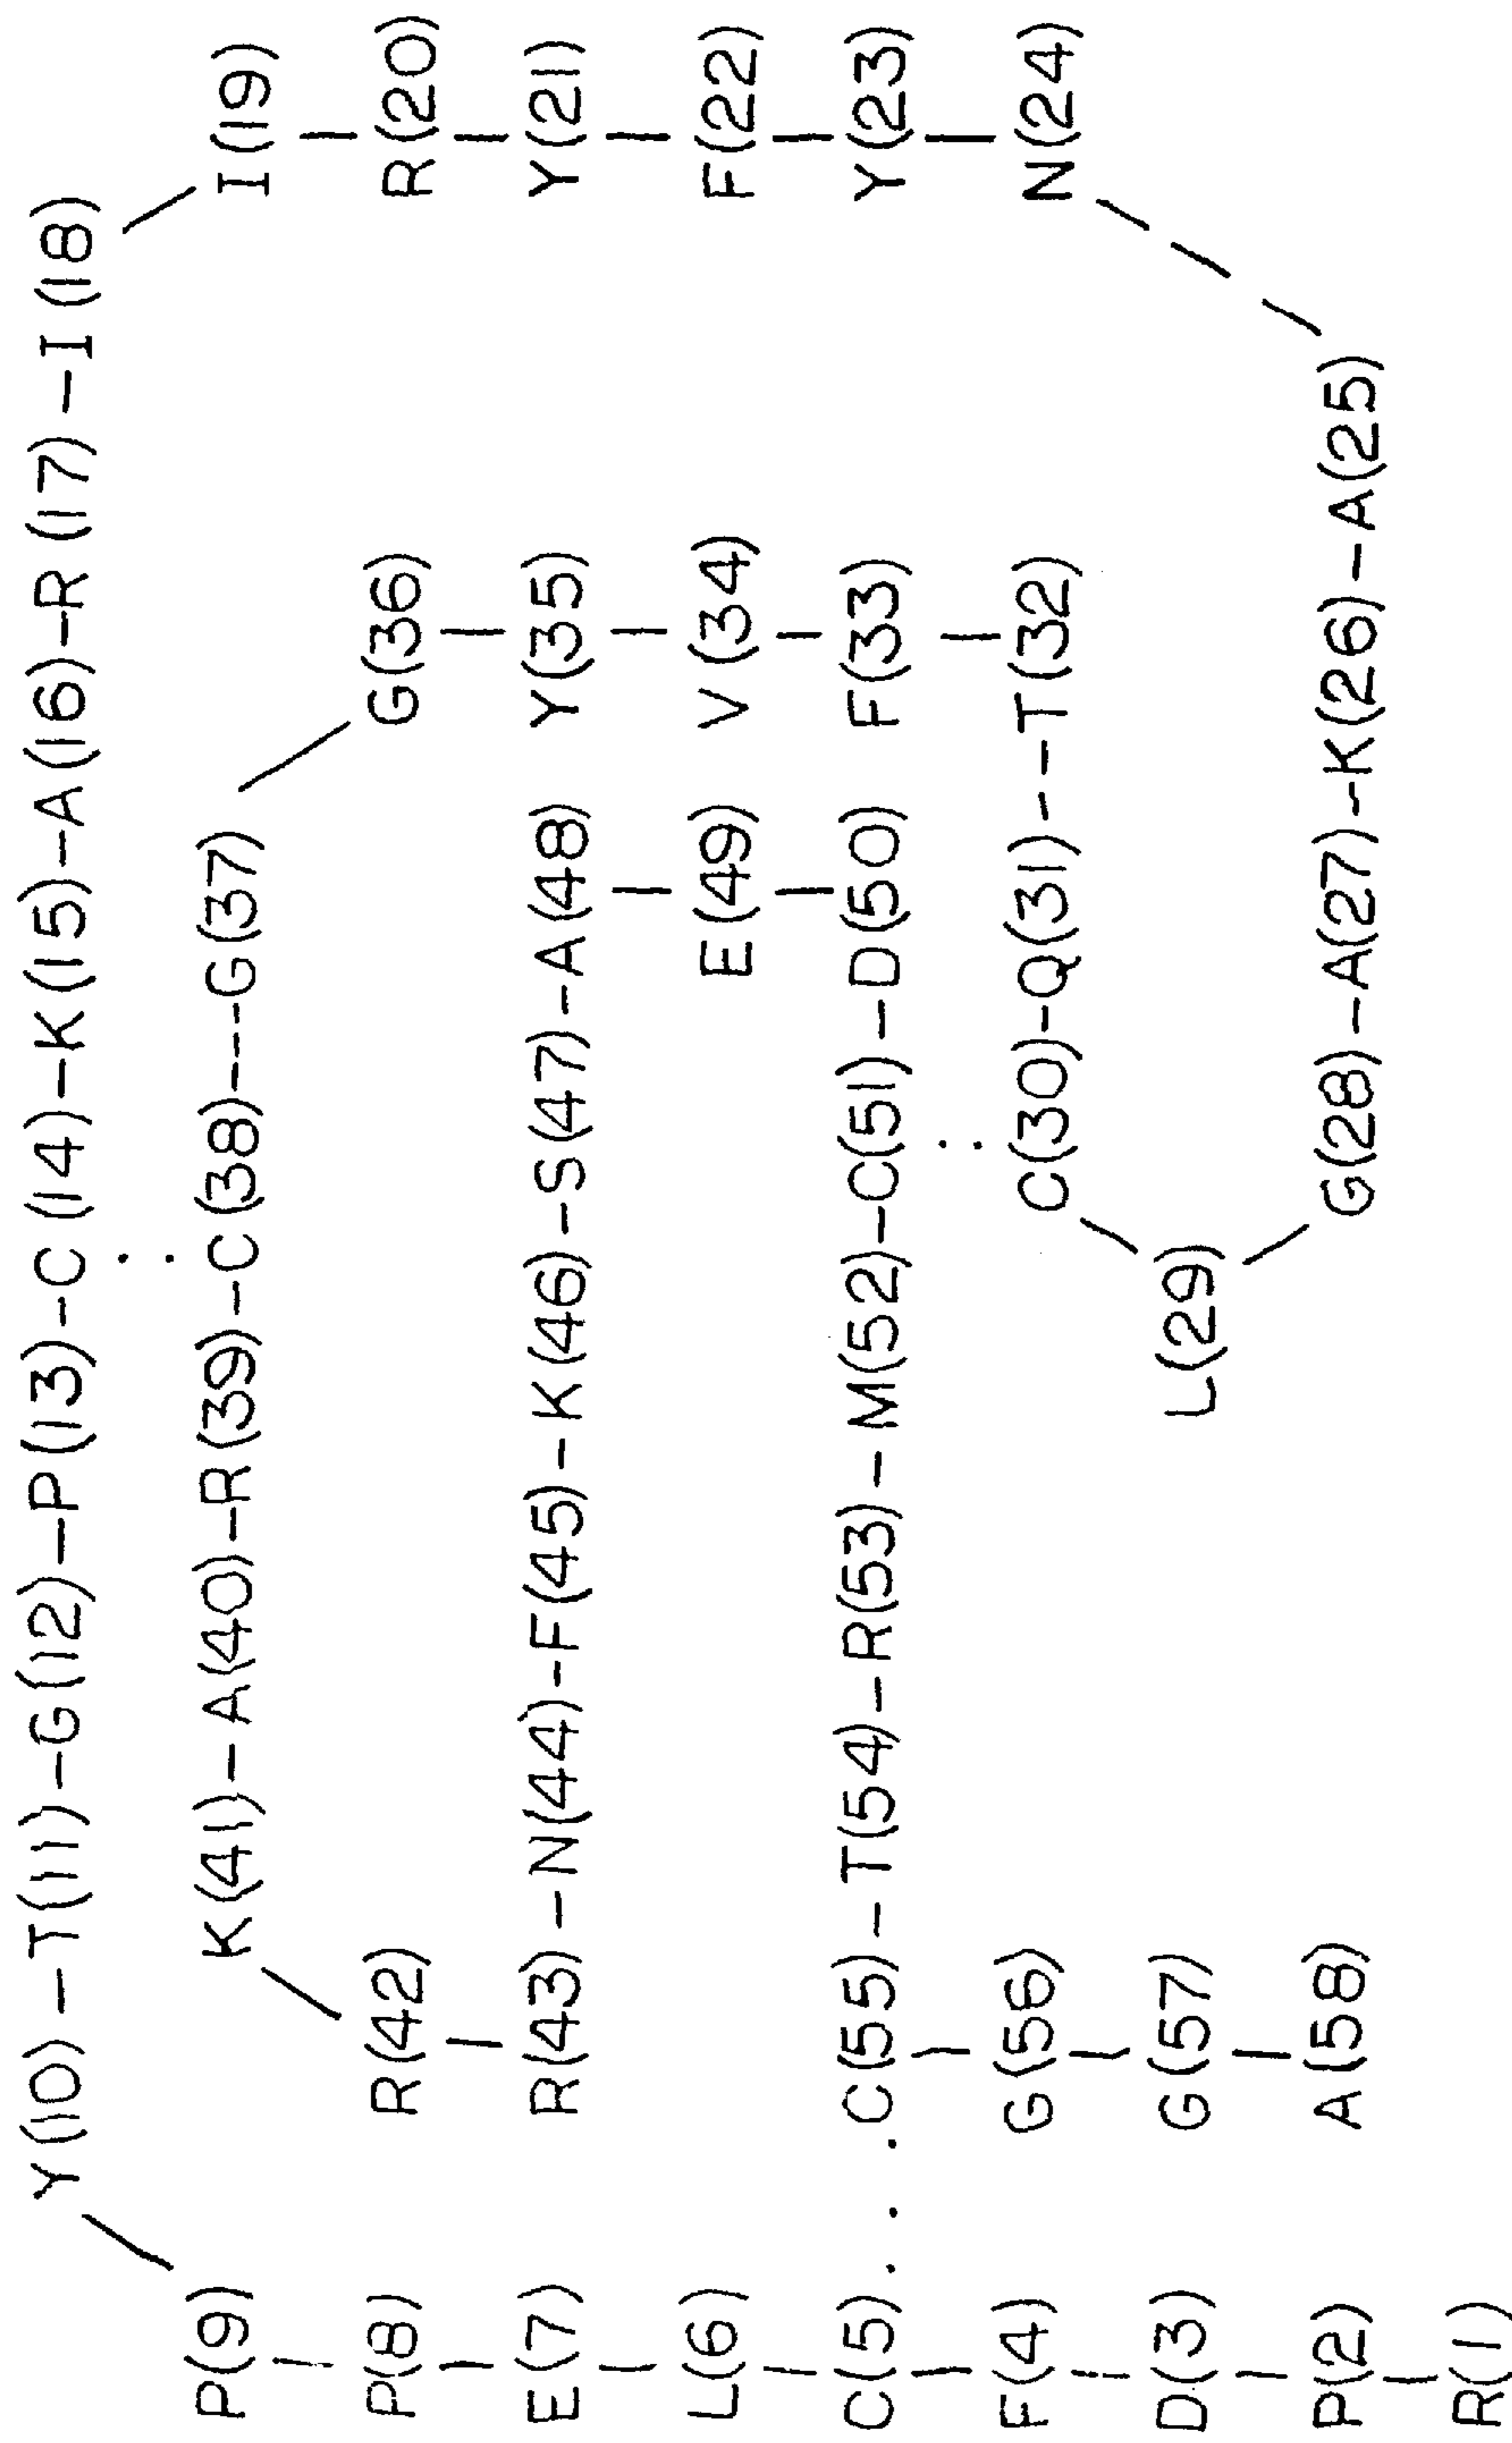 Y(10)–T(11)–G(12)–P(13)–C(14)–K(15)–A(16)–R(17)–I(18)
P(9) K(41)–A(40)–R(39)–C(38)---G(37) I(19)
P(8) R(42) G(36) R(20)
E(7) R(43)–N(44)–F(45)–K(46)–S(47)–A(48) Y(35) Y(21)
L(6) E(49) V(34) F(22)
C(5)....C(55)–T(54)–R(53)–M(52)–C(51)–D(50) F(33) Y(23)
F(4) G(56) C(30)–Q(31)--T(32) N(24)
D(3) G(57) L(29)
P(2) A(58) G(28)–A(27)–K(26)–A(25)
R(1)